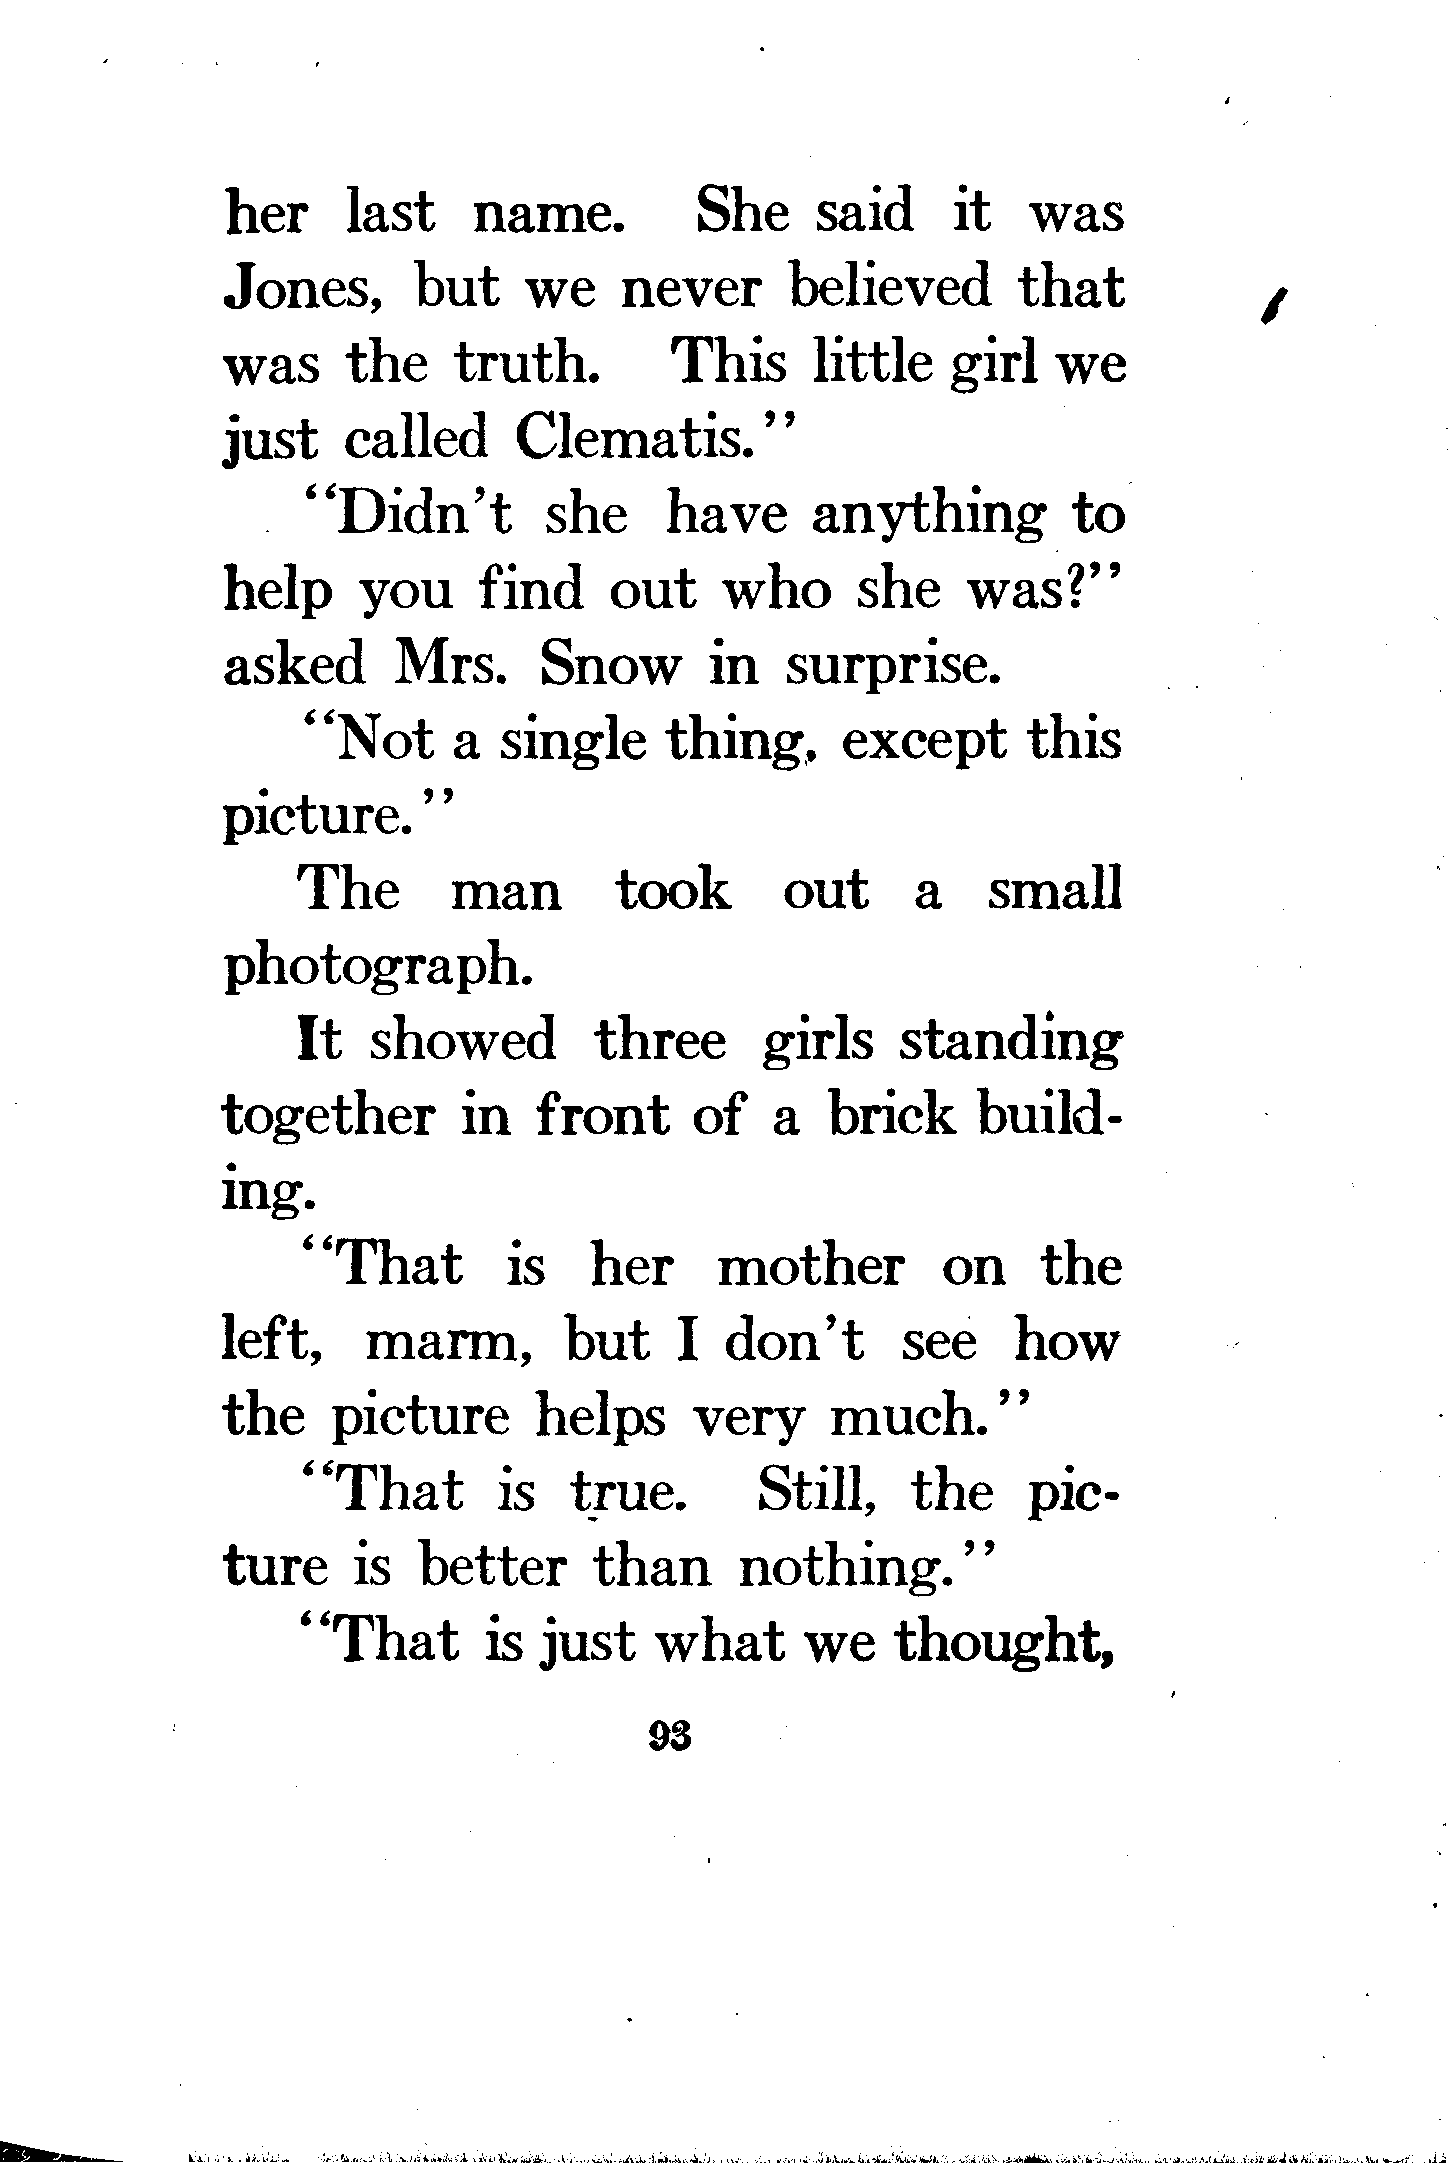 her last name. She said it was
Jones, but we never believed that
was the truth. This little girl we
just called Clematis.''
``Didn't she have anything to
help you find out who she was?''
asked Mrs. Snow in surprise.
``Not a single thing, except this
picture.''
The man took out a small
photograph.
It showed three girls standing
together in front of a brick build-
ing.
``That is her mother on the
left, marm, but I don't see how
the picture helps very much.''
``That is true. Still, the pic-
ture is better than nothing.''
``That is just what we thought,
93